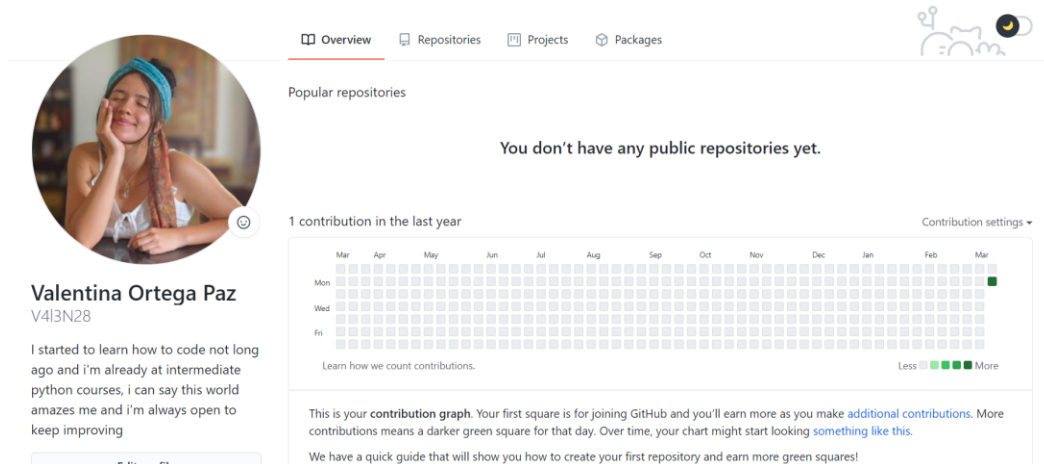 Overview Repositories Projects Packages
Popular repositories
You don't have any public repositories yet.
1 contribution in the last year
Contribution settings
Mar Apr May Jun Jul Aug Sep Oct Nov Dec Jan Feb Mar
Mon
Wed
Fri
Learn how we count contributions.
Less More
This is your contribution graph. Your first square is for joining GitHub and you'll earn more as you make additional contributions. More
contributions means a darker green square for that day. Over time, your chart might start looking something like this.
We have a quick guide that will show you how to create your first repository and earn more green squares!
Valentina Ortega Paz
V4l3N28
I started to learn how to code not long
ago and i'm already at intermediate
python courses, i can say this world
amazes me and i'm always open to
keep improving